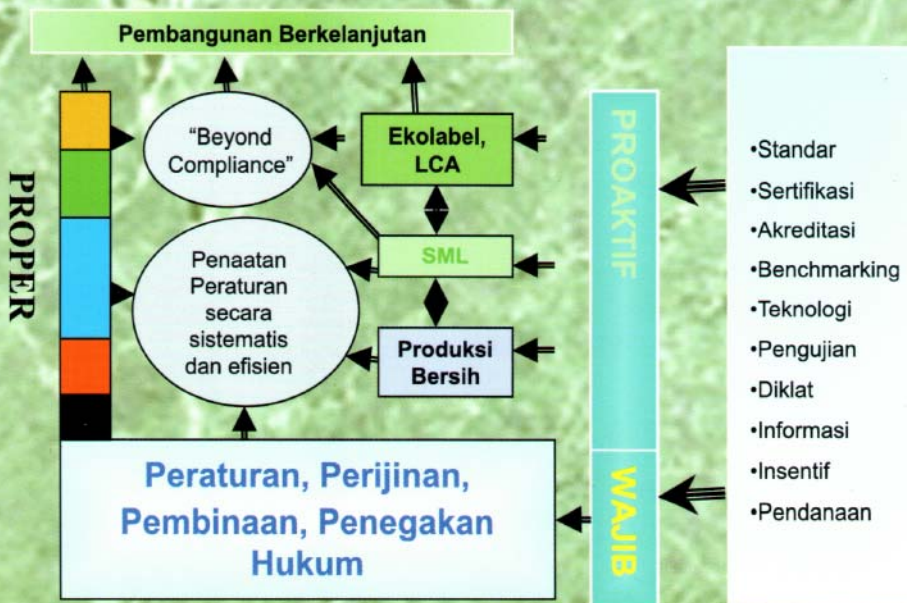 Pembangunan Berkelanjutan
PROPER
“Beyond
Compliance”
Ekolabel,
LCA
Penaatan
Peraturan
secara
sistematis
dan efisien
SML
Produksi
Bersih
Peraturan, Perijinan,
Pembinaan, Penegakan
Hukum
PROAKTIF
WAJIB
•Standar
•Sertifikasi
•Akreditasi
•Benchmarking
•Teknologi
•Pengujian
•Diklat
•Informasi
•Insentif
•Pendanaan